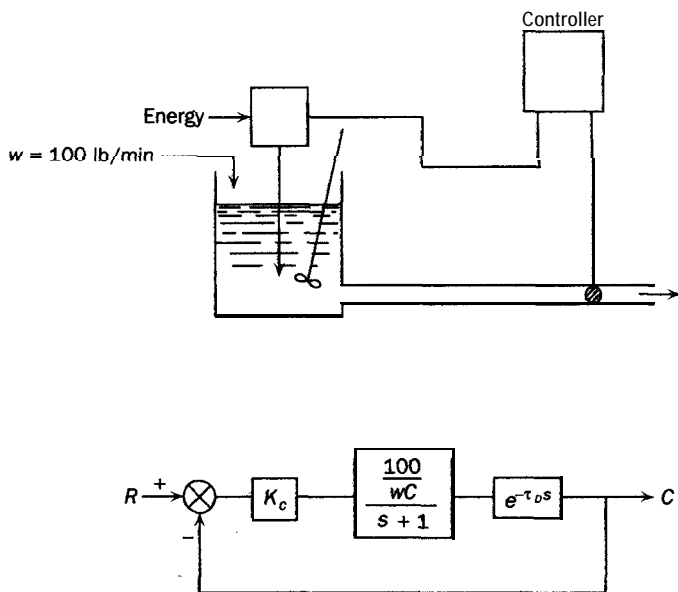 Controller
Energy
w = 100 lb/min
R
+
−
K_c
100
wC
s + 1
e^{-τ_D s}
C